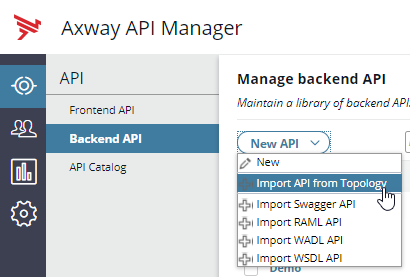 Axway API Manager
API
Frontend API
Backend API
API Catalog
Manage backend API
Maintain a library of backend API
New API
New
Import API from Topology
Import Swagger API
Import RAML API
Import WADL API
Import WSDL API
Demo